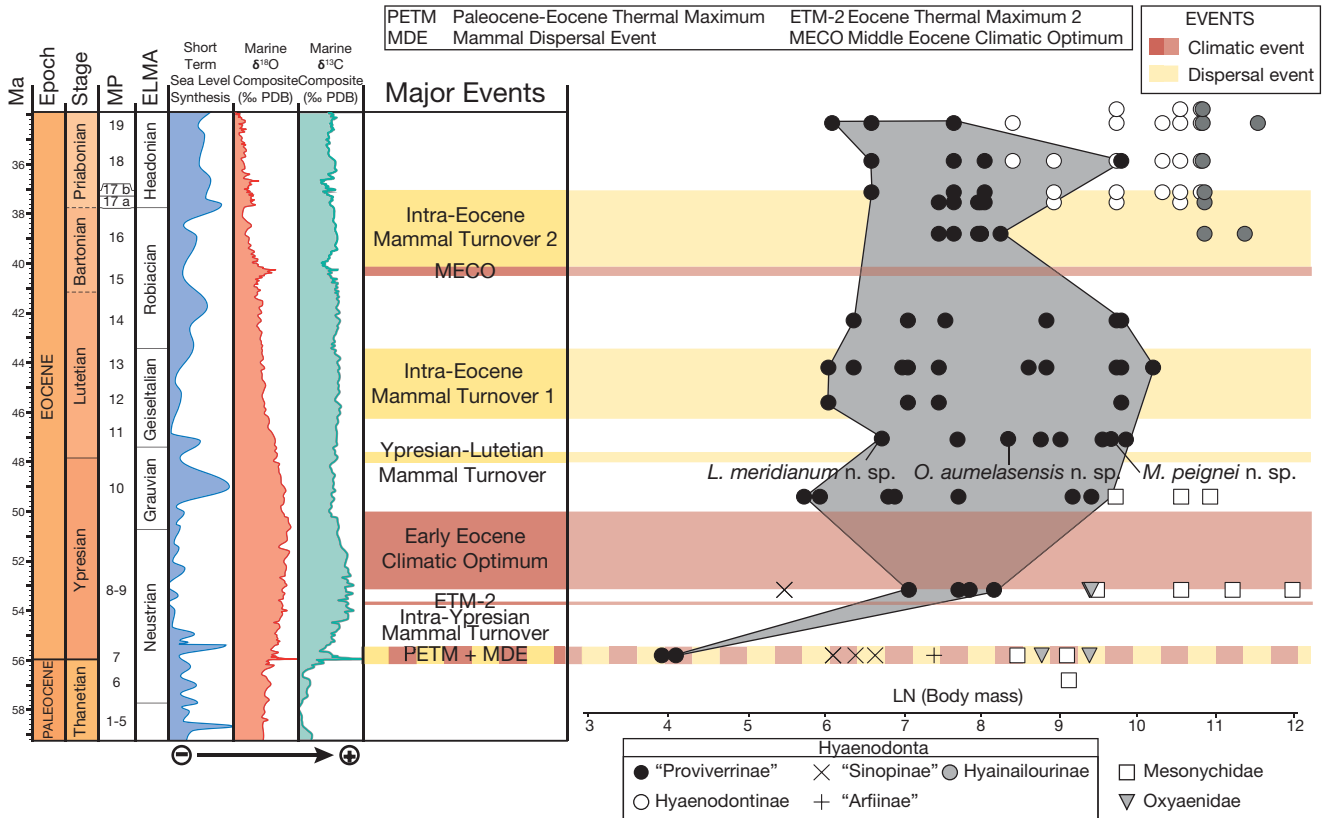 PETM Paleocene-Eocene Thermal Maximum ETM-2 Eocene Thermal Maximum 2
MDE Mammal Dispersal Event MECO Middle Eocene Climatic Optimum
EVENTS
Climatic event
Dispersal event
Ma
Epoch
Stage
MP
ELMA
Short
Term
Sea Level
Synthesis
Marine
δ18O
Composite
(‰ PDB)
Marine
δ13C
Composite
(‰ PDB)
Major Events
36
38
40
42
44
46
48
50
52
54
56
58
EOCENE
PALEOCENE
Priabonian
Bartonian
Lutetian
Ypresian
Thanetian
19
18
17 b
17 a
16
15
14
13
12
11
10
8-9
7
6
1-5
Headonian
Robiacian
Geiseltalian
Grauvian
Neustrian
Intra-Eocene
Mammal Turnover 2
MECO
Intra-Eocene
Mammal Turnover 1
Ypresian-Lutetian
Mammal Turnover
Early Eocene
Climatic Optimum
ETM-2
Intra-Ypresian
Mammal Turnover
PETM + MDE
L. meridianum n. sp. O. aumelasensis n. sp. M. peignei n. sp.
LN (Body mass)
3 4 5 6 7 8 9 10 11 12
− +
Hyaenodonta
“Proviverrinae” “Sinopinae” Hyainailourinae Mesonychidae
Hyaenodontinae “Arfiinae” Oxyaenidae